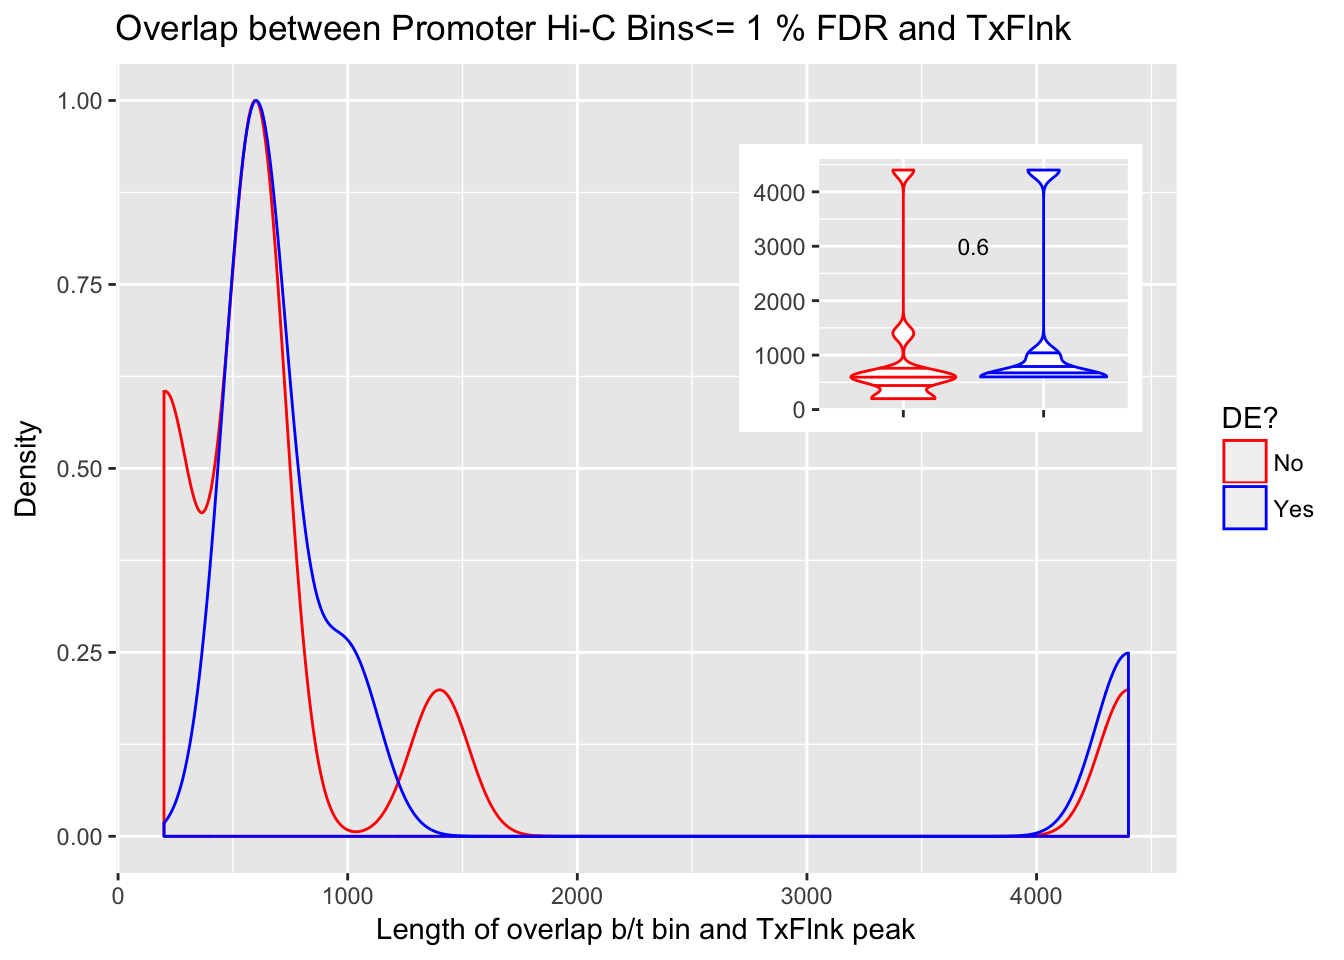 Overlap between Promoter Hi-C Bins<= 1 % FDR and TxFlnk
1.00
0.75
0.50
0.25
0.00
Density
0
1000
2000
3000
4000
Length of overlap b/t bin and TxFlnk peak
4000
3000
2000
1000
0
0.6
DE?
No
Yes